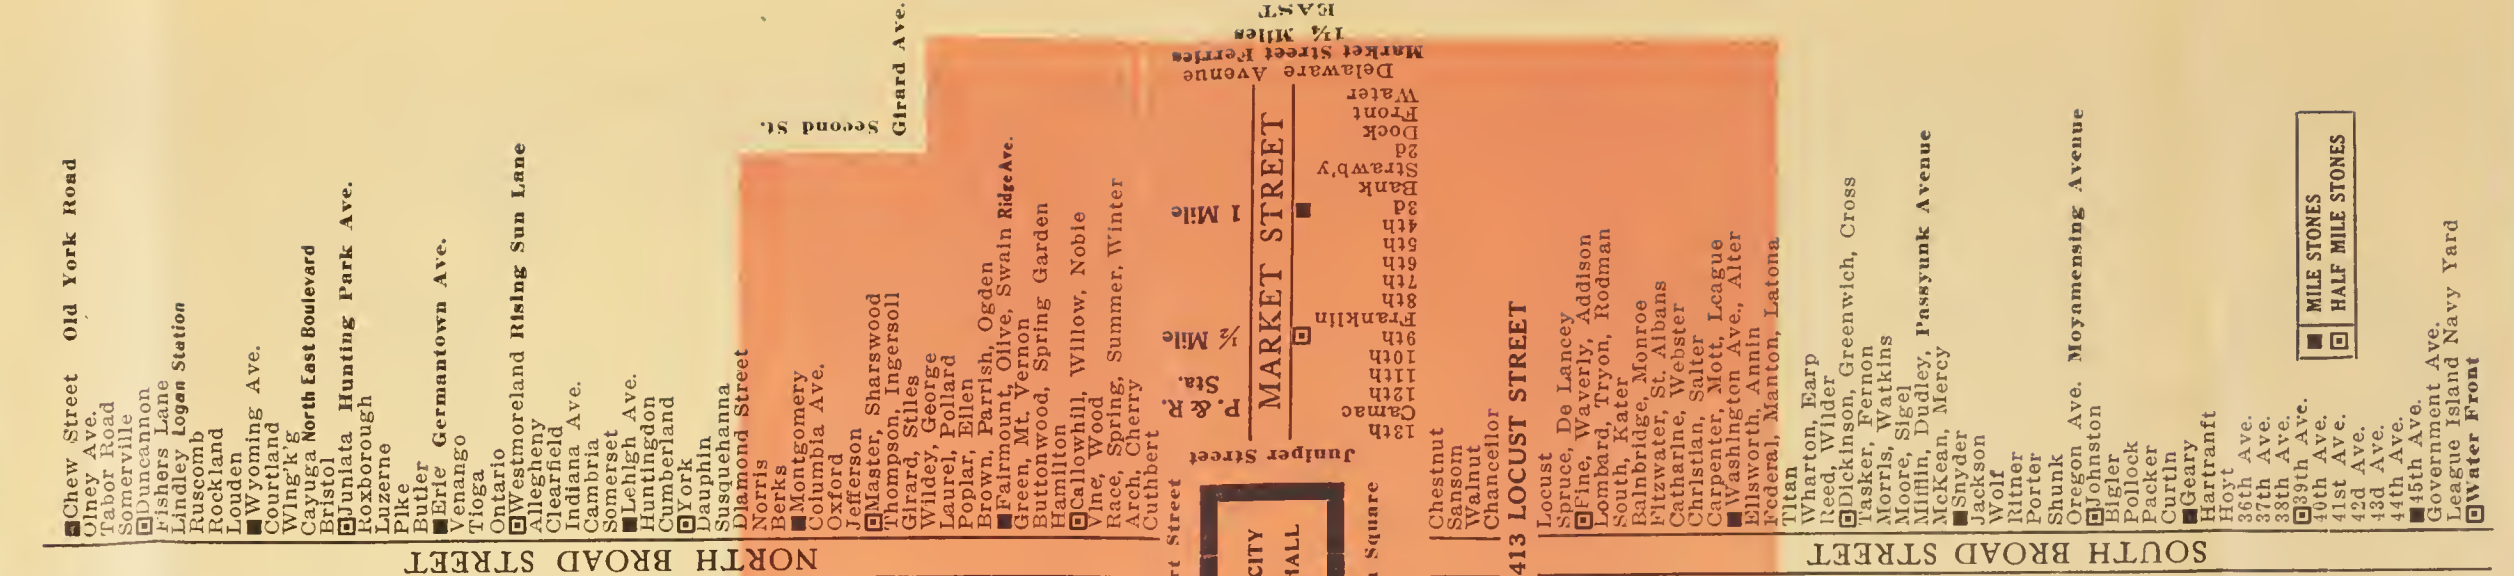 Chew Street Old York Road
Olney Ave.
Tabor Road
Somerville
Duncannon
Fishers Lane
Lindley Logan Station
Ruscomb
Rockland
Louden
Wyoming Ave.
Courtland
Wing'k'g
Cayuga North East Boulevard
Bristol
Juniata Hunting Park Ave.
Roxborough
Luzerne
Pike
Butler
Erie Germantown Ave.
Venango
Tioga
Ontario
Westmoreland Rising Sun Lane
Allegheny
Clearfield
Indiana Ave.
Cambria
Somerset
Lehigh Ave.
Huntingdon
Cumberland
York
Dauphin
Susquehanna
Diamond Street
Norris
Berks
Montgomery
Columbia Ave.
Oxford
Jefferson
Master, Sharswood
Thompson, Ingersoll
Girard, Stiles
Wildey, George
Laurel, Pollard
Poplar, Ellen
Brown, Parrish, Ogden
Fairmount, Olive, Swain Ridge Ave.
Green, Mt. Vernon
Buttonwood, Spring Garden
Hamilton
Callowhill, Willow, Noble
Vine, Wood
Race, Spring, Summer, Winter
Arch, Cherry
Cuthbert
NORTH BROAD STREET
Second St.
Girard Ave.
EAST
1¼ Miles
Market Street Ferries
Delaware Avenue
Water
Front
Dock
2d
Strawb'y
Bank
3d
4th
5th
6th
7th
8th
Franklin
9th
10th
11th
12th
Camac
13th
MARKET STREET
1 Mile
½ Mile
P. & R.
Sta.
Juniper Street
Street
CITY
HALL
Square
Chestnut
Sansom
Walnut
Chancellor
413 LOCUST STREET
Locust
Spruce, De Lancey
Pine, Waverly, Addison
Lombard, Tryon, Rodman
South, Kater
Bainbridge, Monroe
Fitzwater, St. Albans
Catharine, Webster
Christian, Salter
Carpenter, Mott, League
Washington Ave., Alter
Ellsworth, Annin
Federal, Manton, Latona
Titan
Wharton, Earp
Reed, Wilder
Dickinson, Greenwich, Cross
Tasker, Fernon
Morris, Watkins
Moore, Sigel
Mifflin, Dudley, Passyunk Avenue
McKean, Mercy
Snyder
Jackson
Wolf
Ritner
Porter
Shunk
Oregon Ave. Moyamensing Avenue
Johnston
Bigler
Pollock
Packer
Curtin
Geary
Hartranft
Hoyt
36th Ave.
37th Ave.
38th Ave.
39th Ave.
40th Ave.
41st Ave.
42d Ave.
43d Ave.
44th Ave.
45th Ave.
Government Ave.
League Island Navy Yard
Water Front
SOUTH BROAD STREET
MILE STONES
HALF MILE STONES